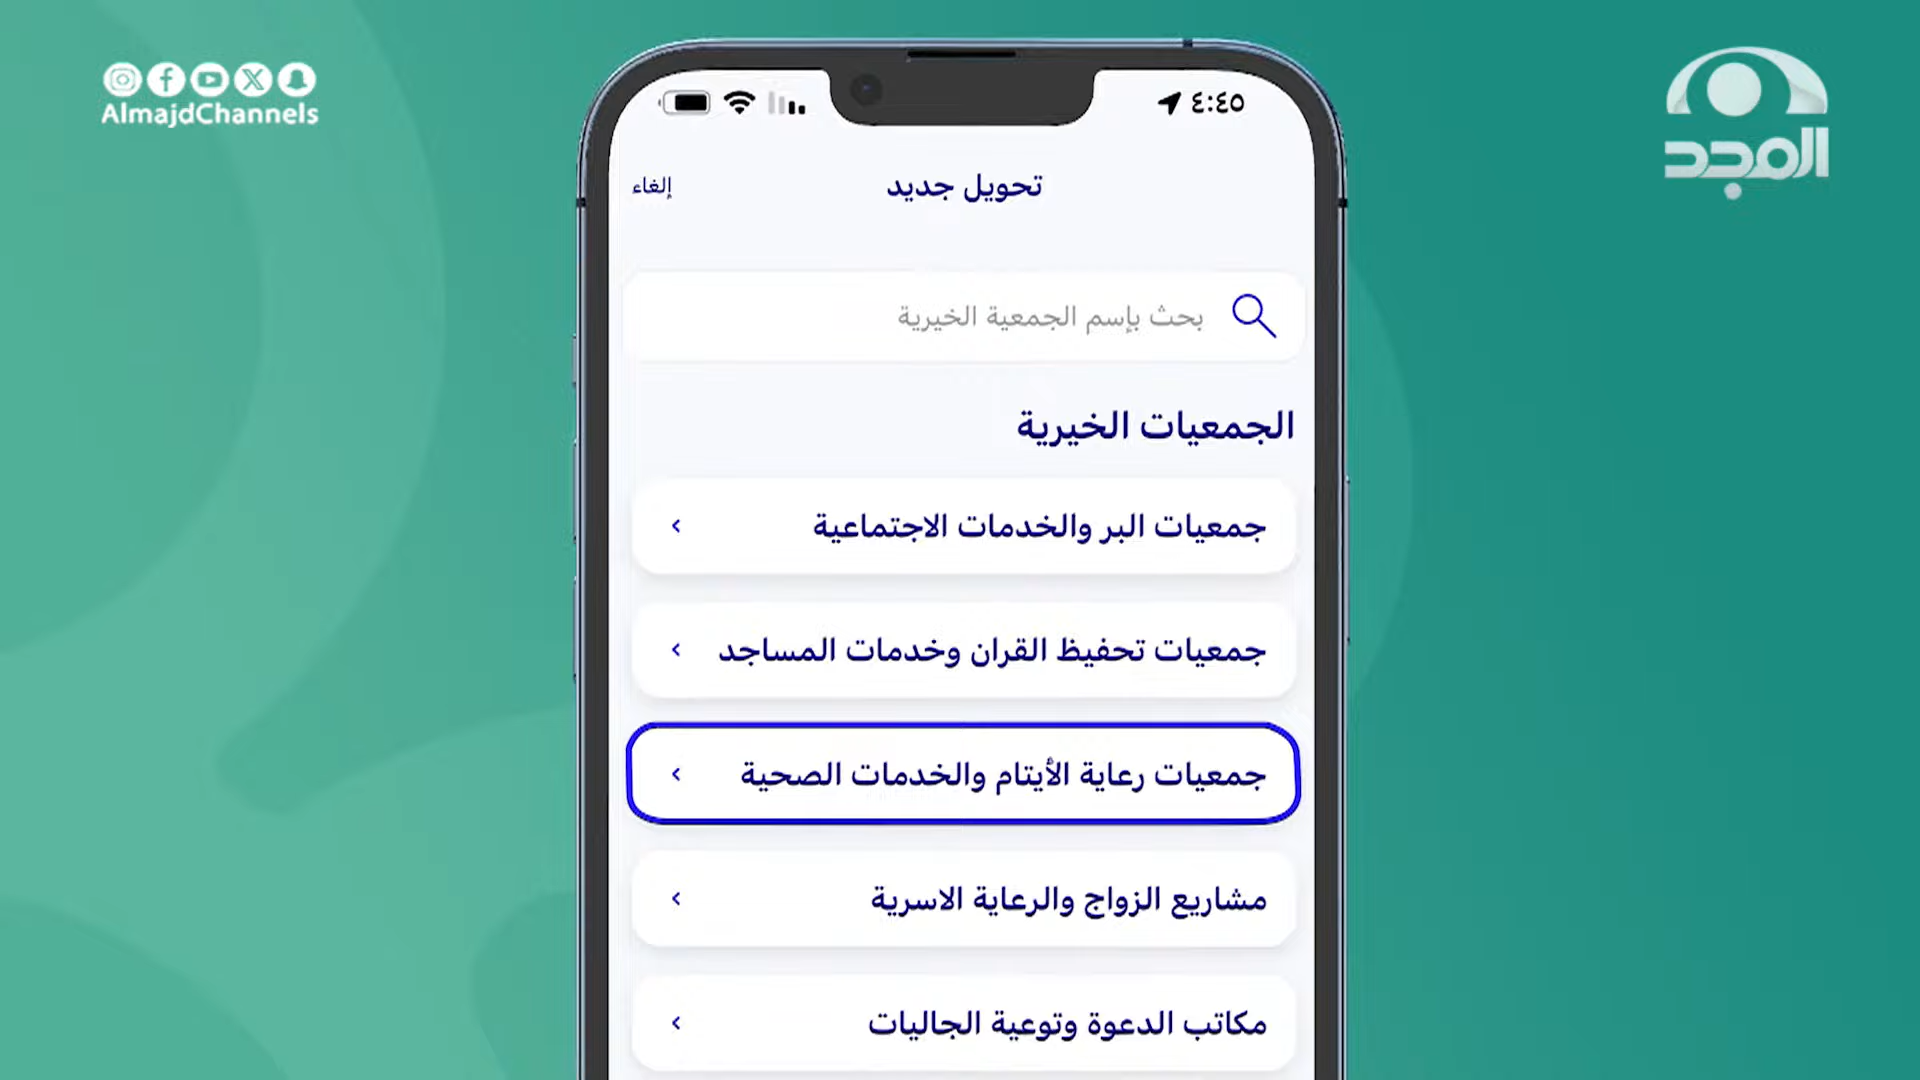 AlmajdChannels
المجد
٤:٤٥
تحويل جديد
إلغاء
بحث بإسم الجمعية الخيرية
الجمعيات الخيرية
جمعيات البر والخدمات الاجتماعية
جمعيات تحفيظ القران وخدمات المساجد
جمعيات رعاية الأيتام والخدمات الصحية
مشاريع الزواج والرعاية الاسرية
مكاتب الدعوة وتوعية الجاليات